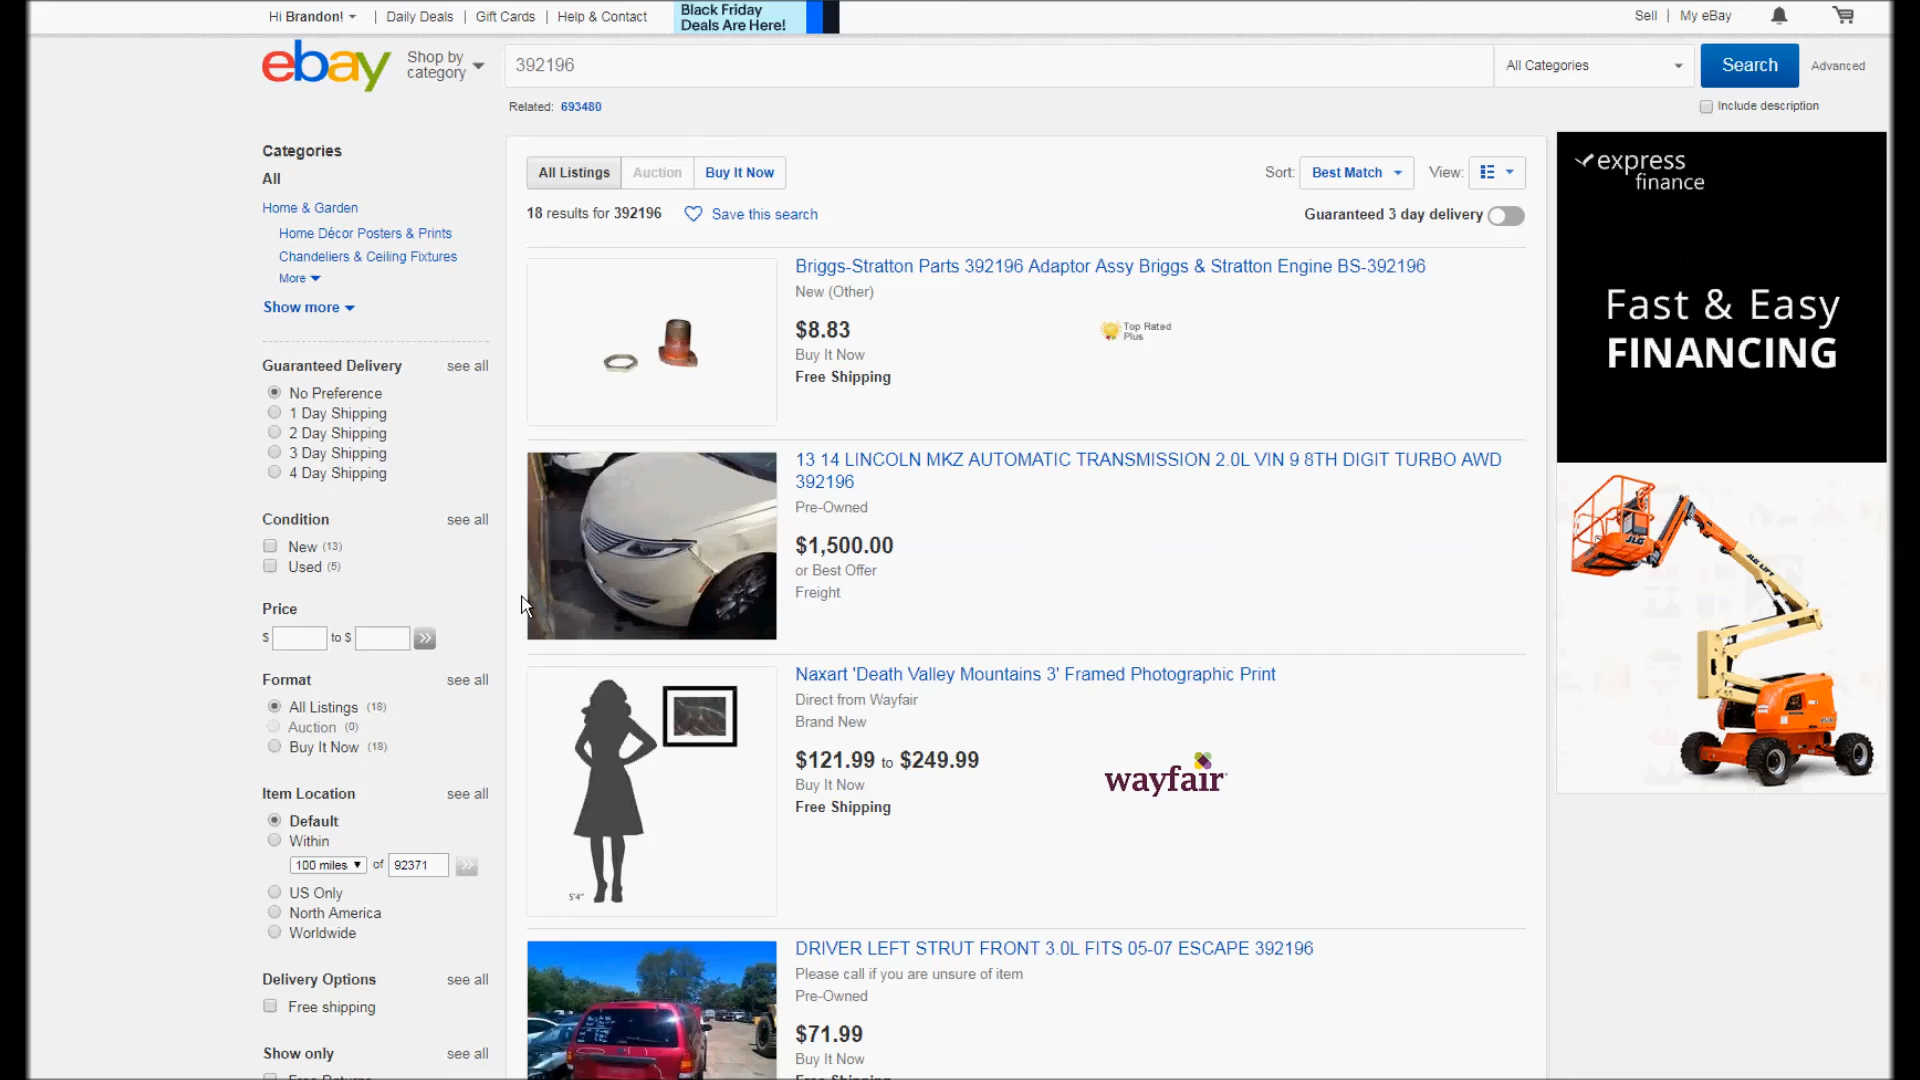 Hi Brandon!
Daily Deals
Gift Cards
Help & Contact
Black Friday
Deals Are Here!
Sell
My eBay
ebay
Shop by
category
392196
All Categories
Search
Advanced
Related: 693480
Include description
Categories
All
Home & Garden
Home Décor Posters & Prints
Chandeliers & Ceiling Fixtures
More
Show more
Guaranteed Delivery see all
No Preference
1 Day Shipping
2 Day Shipping
3 Day Shipping
4 Day Shipping
Condition see all
New (13)
Used (5)
Price
$ to $
Format see all
All Listings (18)
Auction (0)
Buy It Now (18)
Item Location see all
Default
Within
100 miles of 92371
US Only
North America
Worldwide
Delivery Options see all
Free shipping
Show only see all
Free Returns
All Listings
Auction
Buy It Now
Sort: Best Match
View:
18 results for 392196
Save this search
Guaranteed 3 day delivery
Briggs-Stratton Parts 392196 Adaptor Assy Briggs & Stratton Engine BS-392196
New (Other)
$8.83
Buy It Now
Free Shipping
Top Rated
Plus
13 14 LINCOLN MKZ AUTOMATIC TRANSMISSION 2.0L VIN 9 8TH DIGIT TURBO AWD
392196
Pre-Owned
$1,500.00
or Best Offer
Freight
Naxart 'Death Valley Mountains 3' Framed Photographic Print
Direct from Wayfair
Brand New
$121.99 to $249.99
Buy It Now
Free Shipping
wayfair
5'4"
DRIVER LEFT STRUT FRONT 3.0L FITS 05-07 ESCAPE 392196
Please call if you are unsure of item
Pre-Owned
$71.99
Buy It Now
Free Shipping
express
finance
Fast & Easy
FINANCING
JLG
JLG LIFT